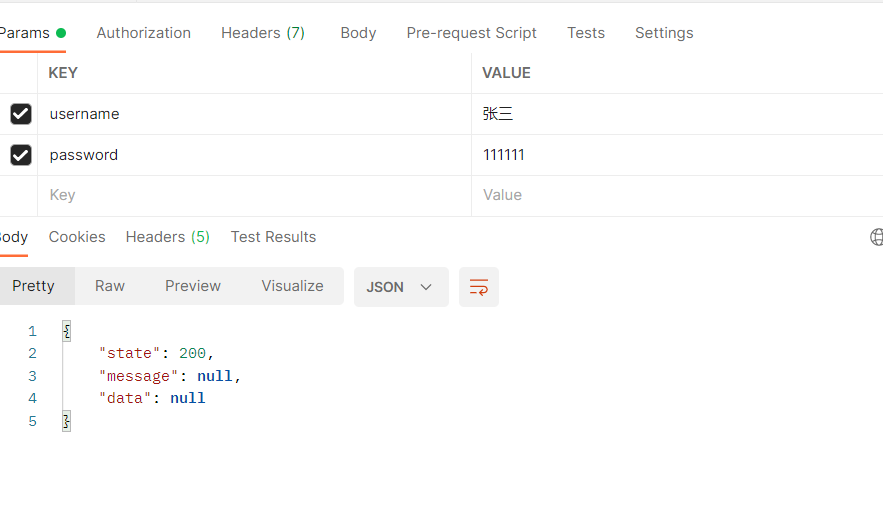 Params Authorization Headers (7) Body Pre-request Script Tests Settings
KEY VALUE
username 张三
password 111111
Key Value
Body Cookies Headers (5) Test Results
Pretty Raw Preview Visualize JSON
1 {
2 "state": 200,
3 "message": null,
4 "data": null
5 }